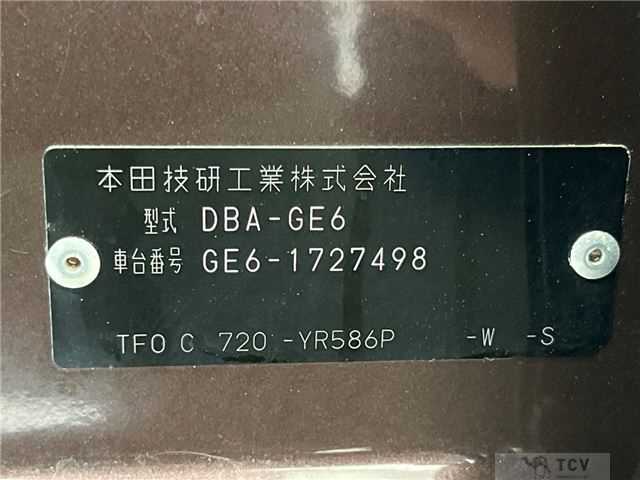 本田技研工業株式会社
型式 DBA-GE6
車台番号 GE6-1727498
TFO C 720 -YR586P -W -S
TCV